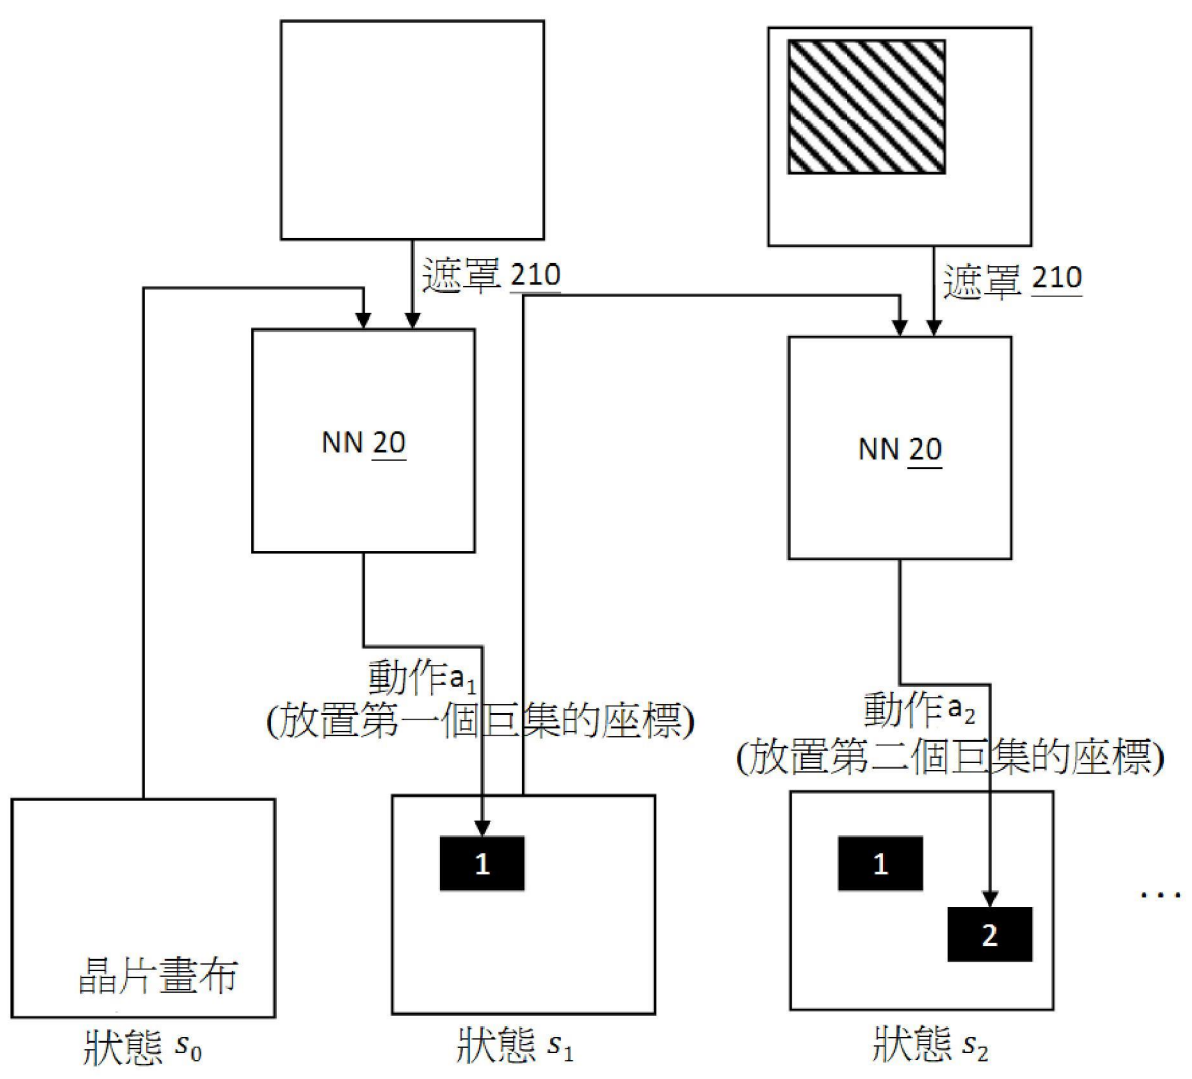 遮罩 210
遮罩 210
NN 20
NN 20
動作a1
(放置第一個巨集的座標)
動作a2
(放置第二個巨集的座標)
1
1
2
...
晶片畫布
狀態 s0
狀態 s1
狀態 s2